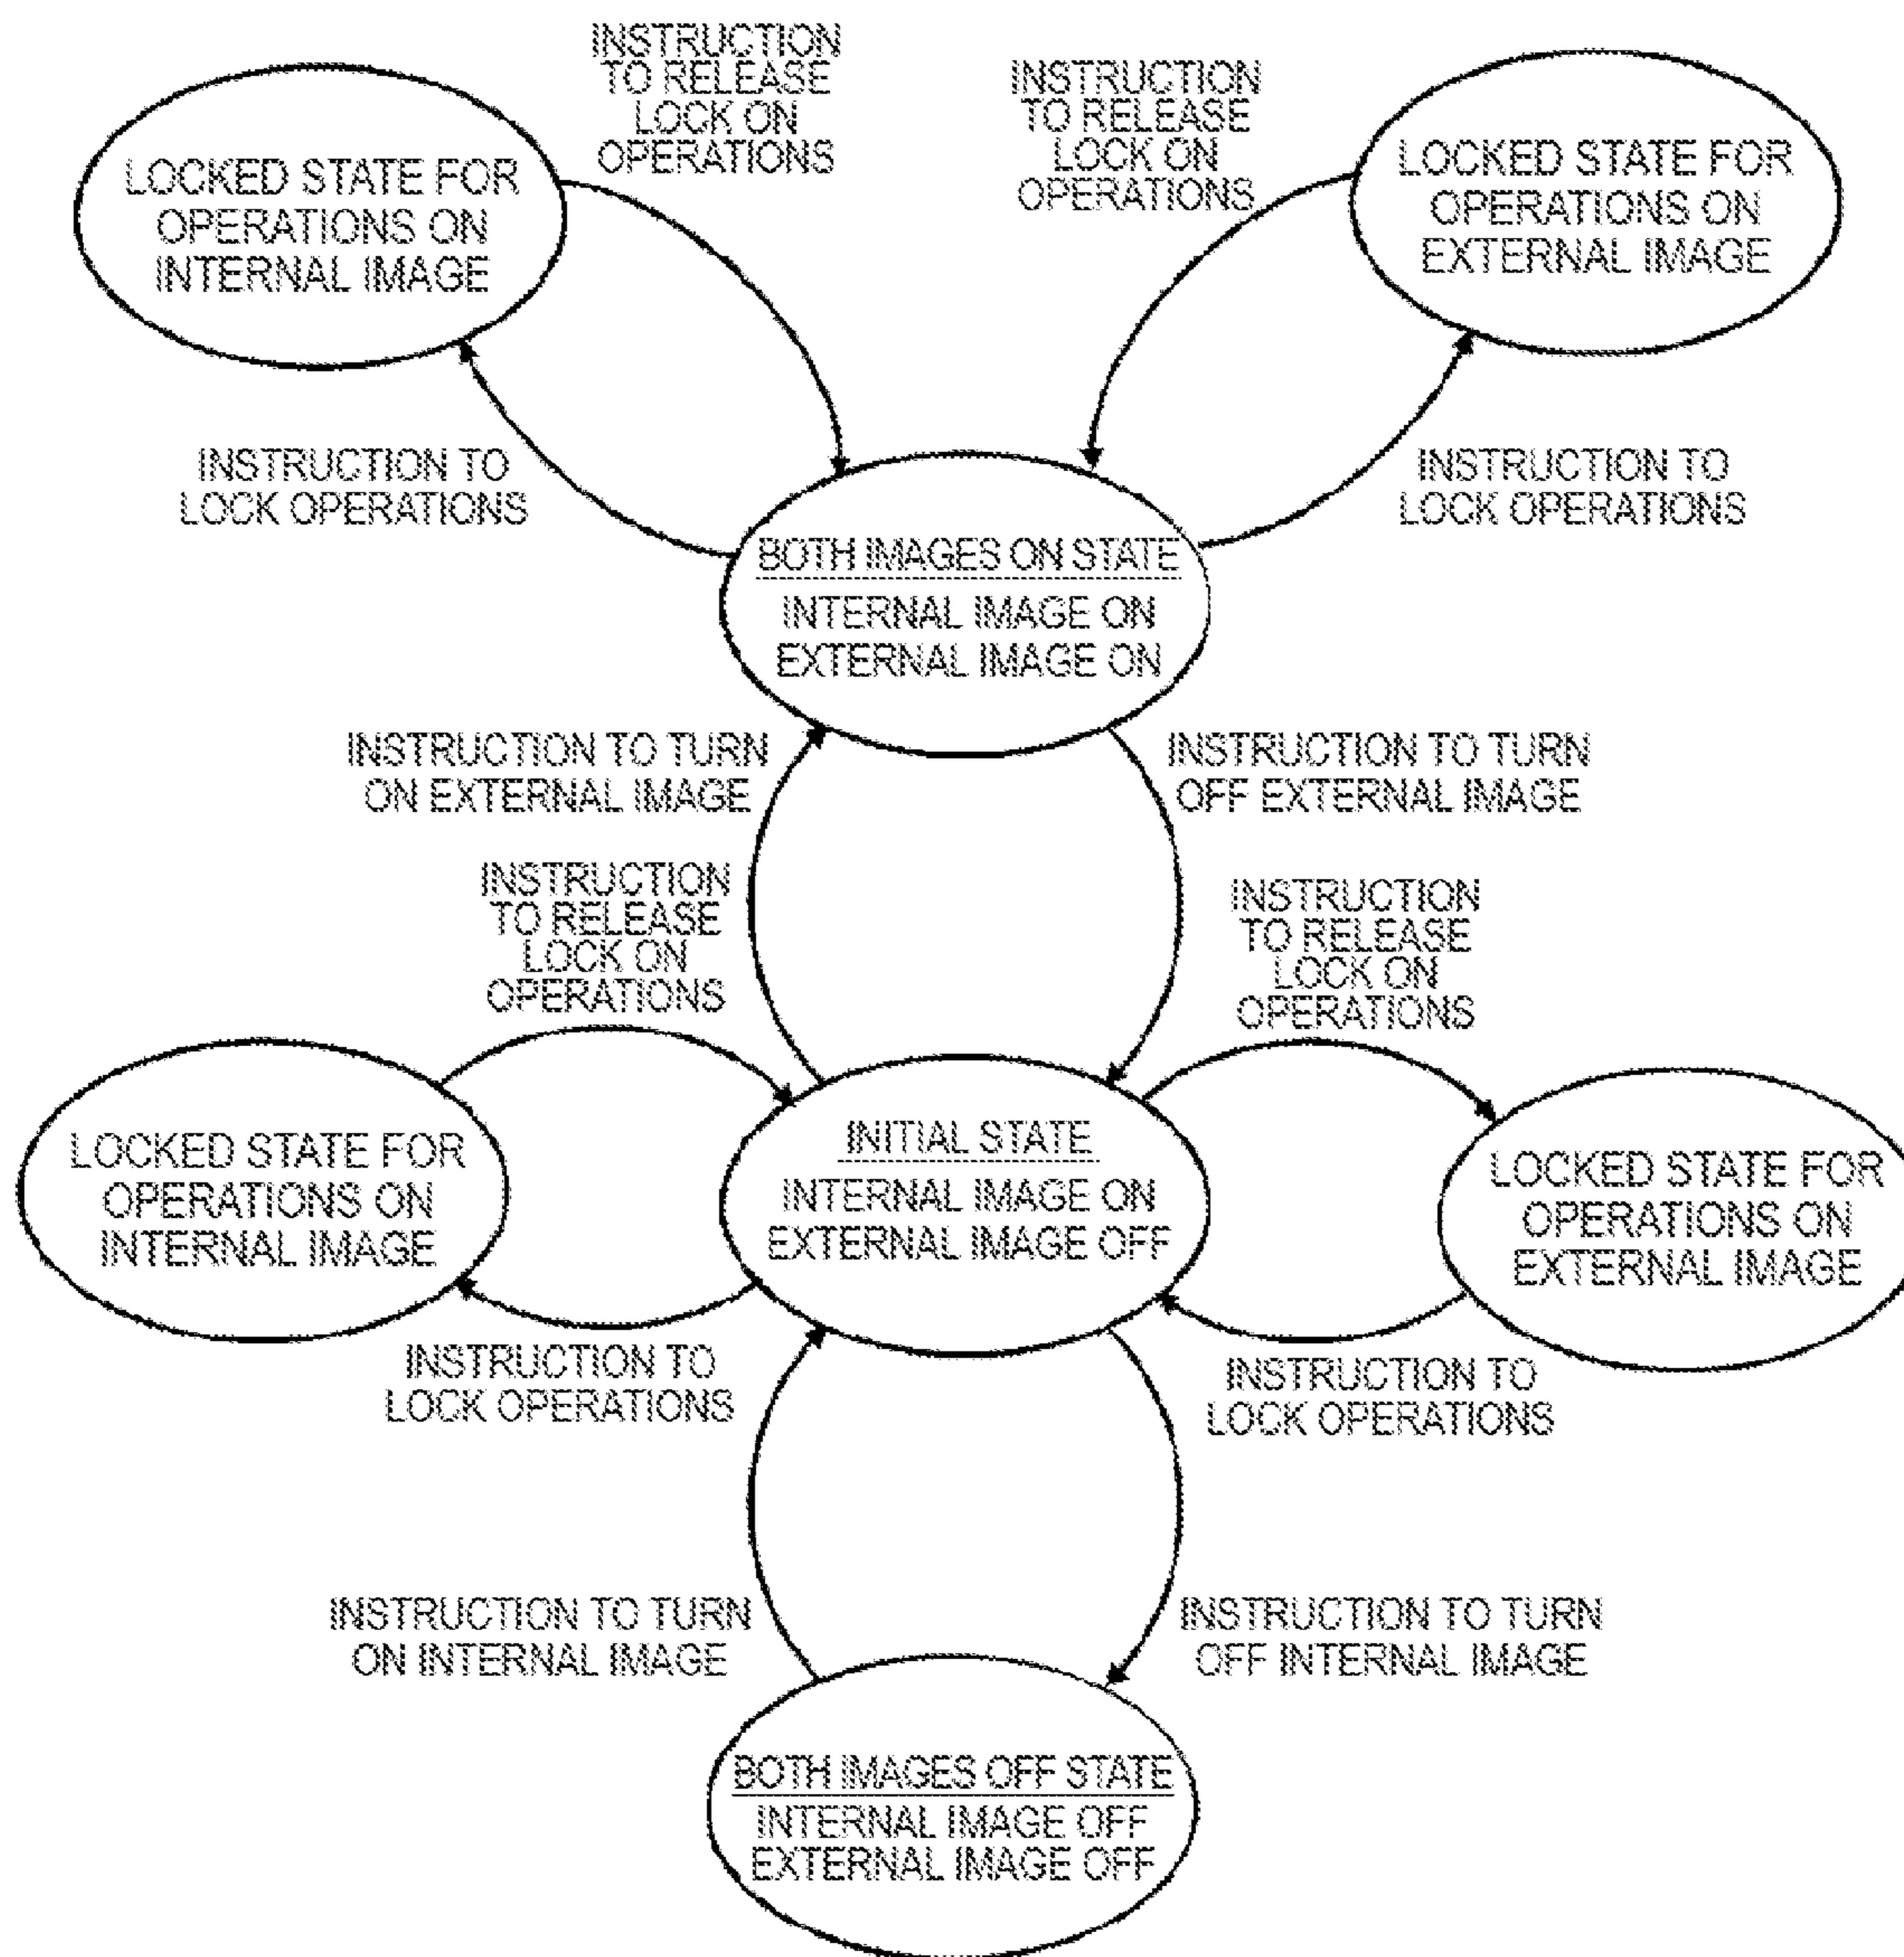 INSTRUCTION
TO RELEASE
LOCK ON
OPERATIONS
INSTRUCTION
TO RELEASE
LOCK ON
OPERATIONS
LOCKED STATE FOR
OPERATIONS ON
INTERNAL IMAGE
LOCKED STATE FOR
OPERATIONS ON
EXTERNAL IMAGE
INSTRUCTION TO
LOCK OPERATIONS
INSTRUCTION TO
LOCK OPERATIONS
BOTH IMAGES ON STATE
INTERNAL IMAGE ON
EXTERNAL IMAGE ON
INSTRUCTION TO TURN
ON EXTERNAL IMAGE
INSTRUCTION TO TURN
OFF EXTERNAL IMAGE
INSTRUCTION
TO RELEASE
LOCK ON
OPERATIONS
INSTRUCTION
TO RELEASE
LOCK ON
OPERATIONS
LOCKED STATE FOR
OPERATIONS ON
INTERNAL IMAGE
INITIAL STATE
INTERNAL IMAGE ON
EXTERNAL IMAGE OFF
LOCKED STATE FOR
OPERATIONS ON
EXTERNAL IMAGE
INSTRUCTION TO
LOCK OPERATIONS
INSTRUCTION TO
LOCK OPERATIONS
INSTRUCTION TO TURN
ON INTERNAL IMAGE
INSTRUCTION TO TURN
OFF INTERNAL IMAGE
BOTH IMAGES OFF STATE
INTERNAL IMAGE OFF
EXTERNAL IMAGE OFF